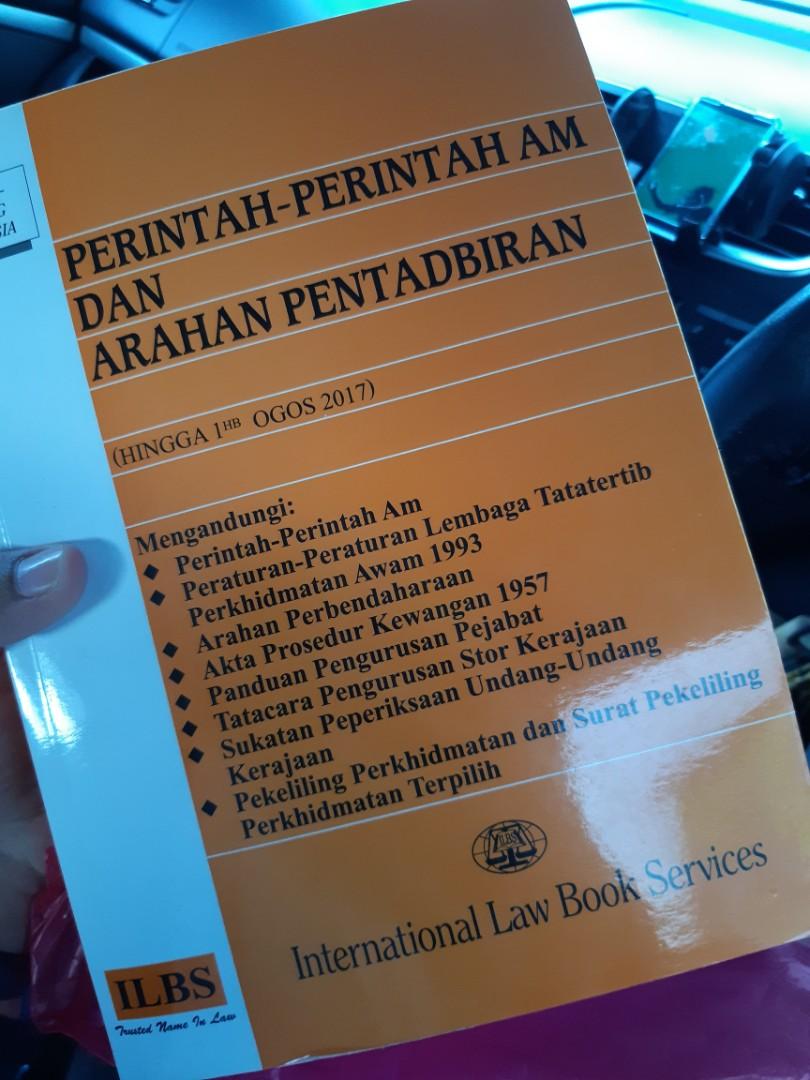 PERINTAH-PERINTAH AM
DAN
ARAHAN PENTADBIRAN
(HINGGA 1HB OGOS 2017)
Mengandungi:
◆ Perintah-Perintah Am
◆ Peraturan-Peraturan Lembaga Tatatertib
Perkhidmatan Awam 1993
◆ Arahan Perbendaharaan
◆ Akta Prosedur Kewangan 1957
◆ Panduan Pengurusan Pejabat
◆ Tatacara Pengurusan Stor Kerajaan
◆ Sukatan Peperiksaan Undang-Undang
Kerajaan
◆ Pekeliling Perkhidmatan dan Surat Pekeliling
Perkhidmatan Terpilih
ILBS
International Law Book Services
ILBS
Trusted Name In Law